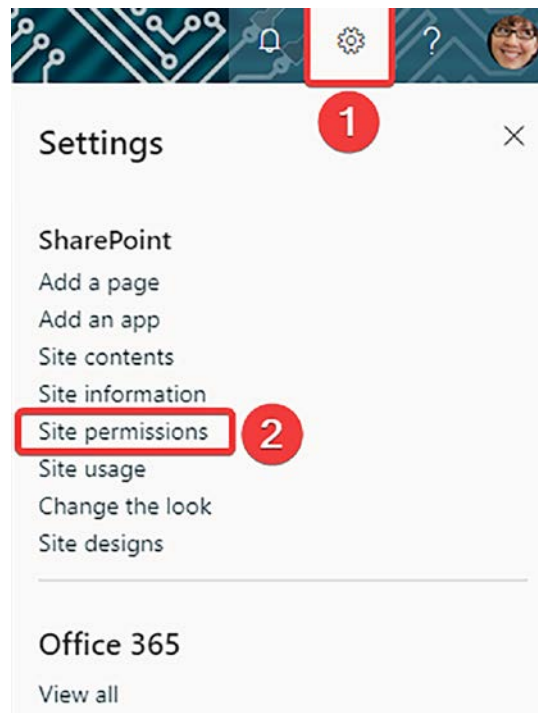 ?
1
Settings
SharePoint
Add a page
Add an app
Site contents
Site information
Site permissions 2
Site usage
Change the look
Site designs
Office 365
View all